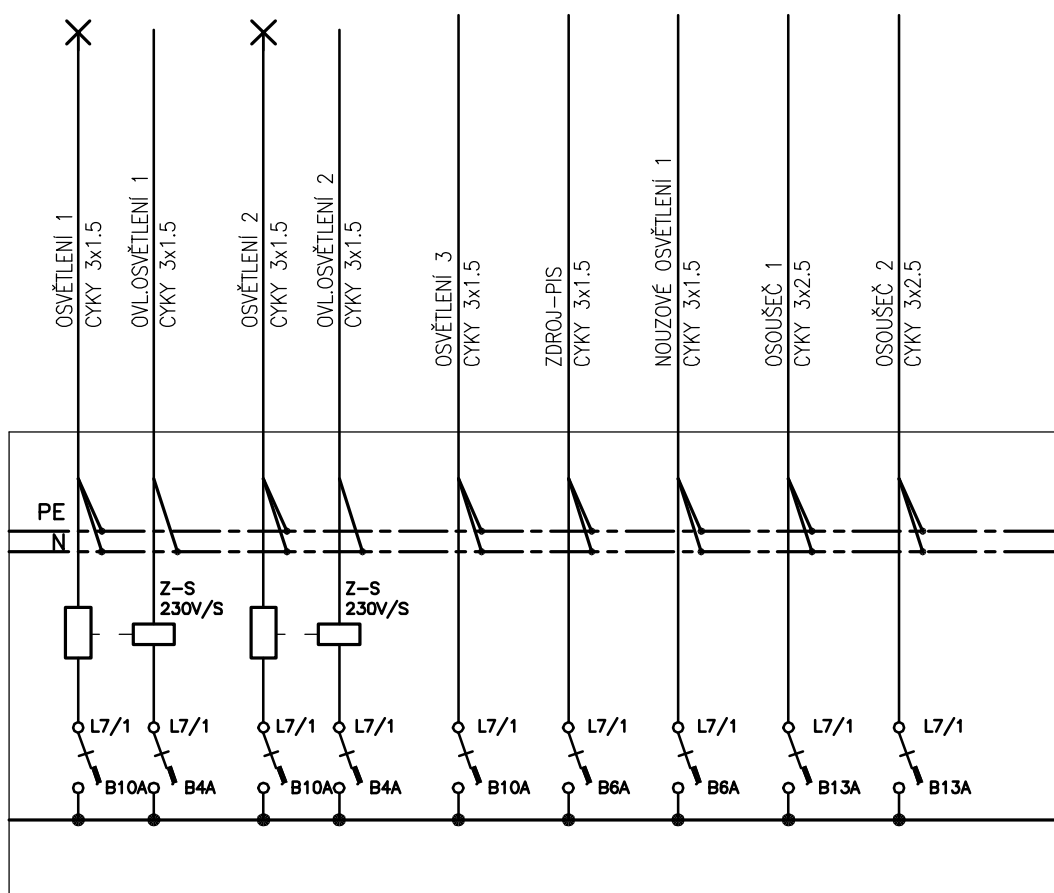 OSVĚTLENÍ 1
CYKY 3x1.5
OVL.OSVĚTLENÍ 1
CYKY 3x1.5
OSVĚTLENÍ 2
CYKY 3x1.5
OVL.OSVĚTLENÍ 2
CYKY 3x1.5
OSVĚTLENÍ 3
CYKY 3x1.5
ZDROJ-PIS
CYKY 3x1.5
NOUZOVÉ OSVĚTLENÍ 1
CYKY 3x1.5
OSOUŠEČ 1
CYKY 3x2.5
OSOUŠEČ 2
CYKY 3x2.5
PE
N
Z-S
230V/S
Z-S
230V/S
L7/1
L7/1
L7/1
L7/1
L7/1
L7/1
L7/1
L7/1
L7/1
B10A
B4A
B10A
B4A
B10A
B6A
B6A
B13A
B13A